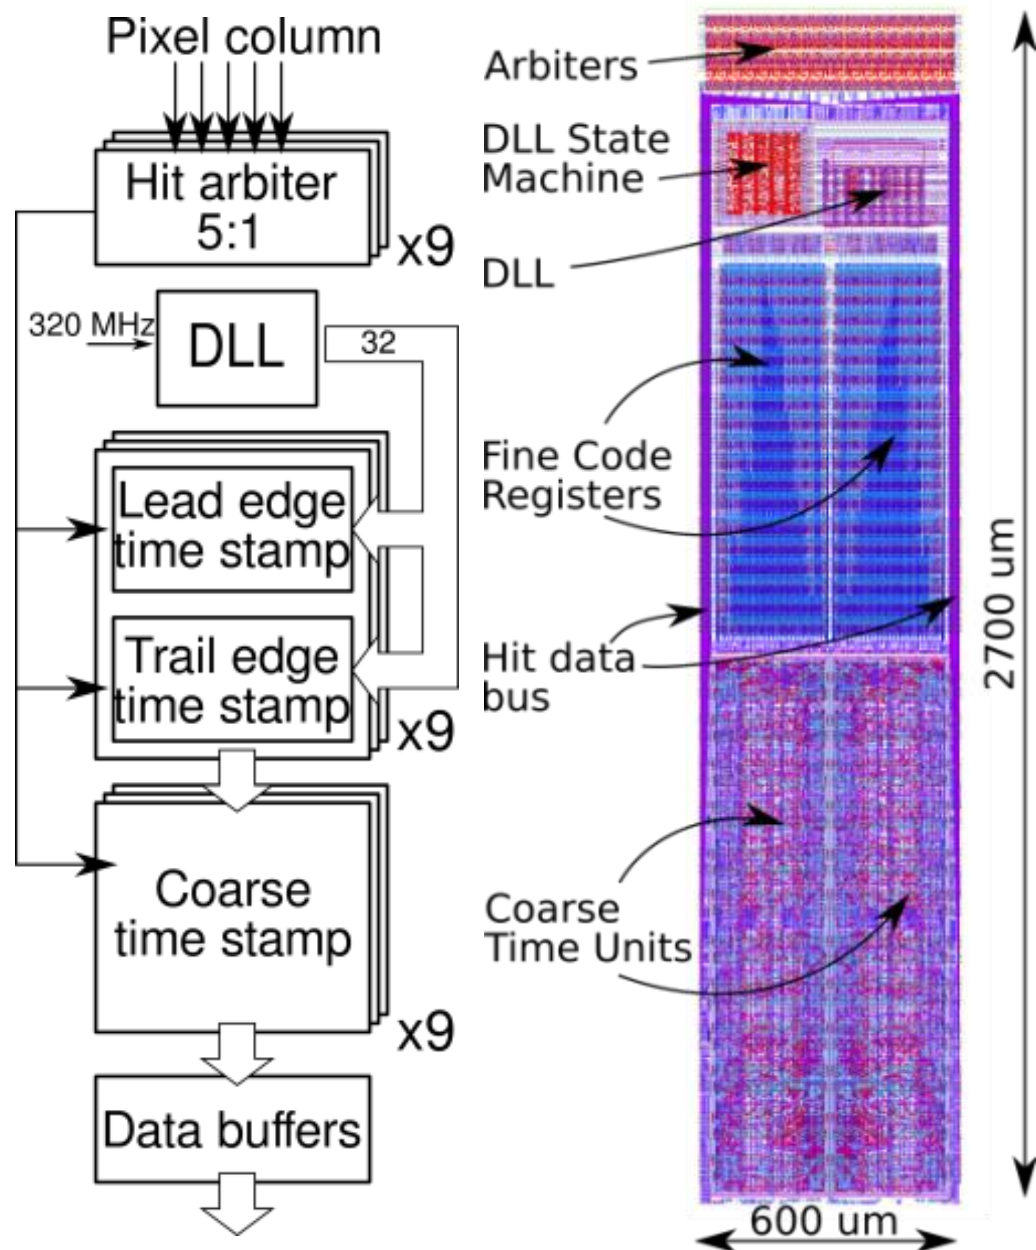 Pixel column
Hit arbiter
5:1
x9
320 MHz
DLL
32
Lead edge
time stamp
Trail edge
time stamp
x9
Coarse
time stamp
x9
Data buffers
Arbiters
DLL State
Machine
DLL
Fine Code
Registers
Hit data
bus
Coarse
Time Units
2700 um
600 um